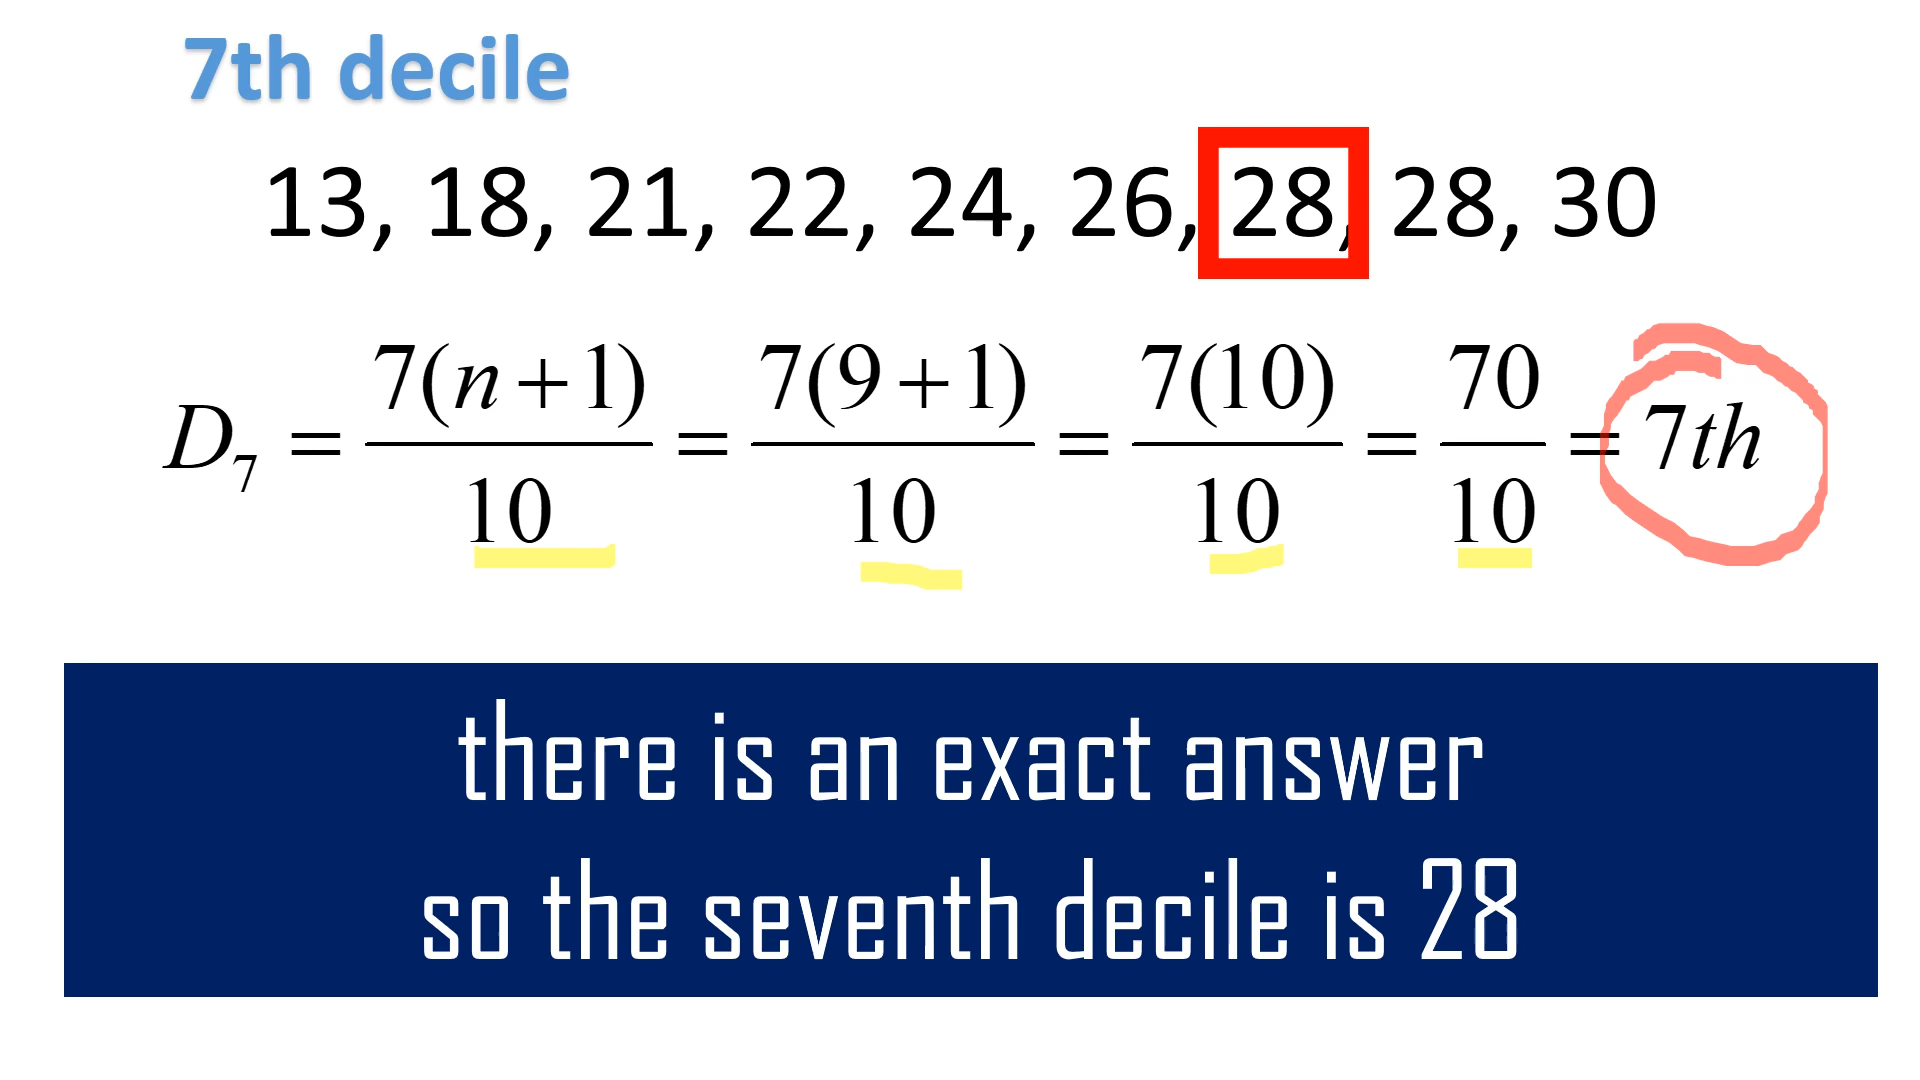 7th decile
13, 18, 21, 22, 24, 26, 28, 28, 30
D₇ = 7(n+1)/10 = 7(9+1)/10 = 7(10)/10 = 70/10 = 7th
there is an exact answer
so the seventh decile is 28